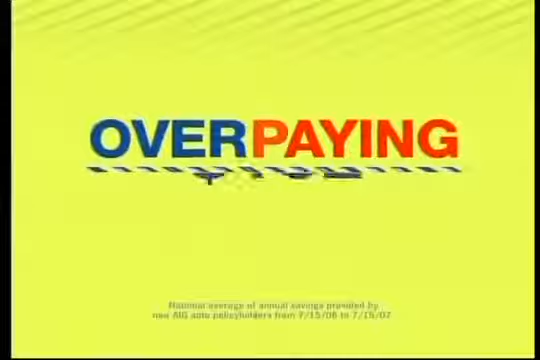 OVERPAYING
National average of annual savings provided by
new AIG auto policyholders from 7/15/06 to 7/15/07